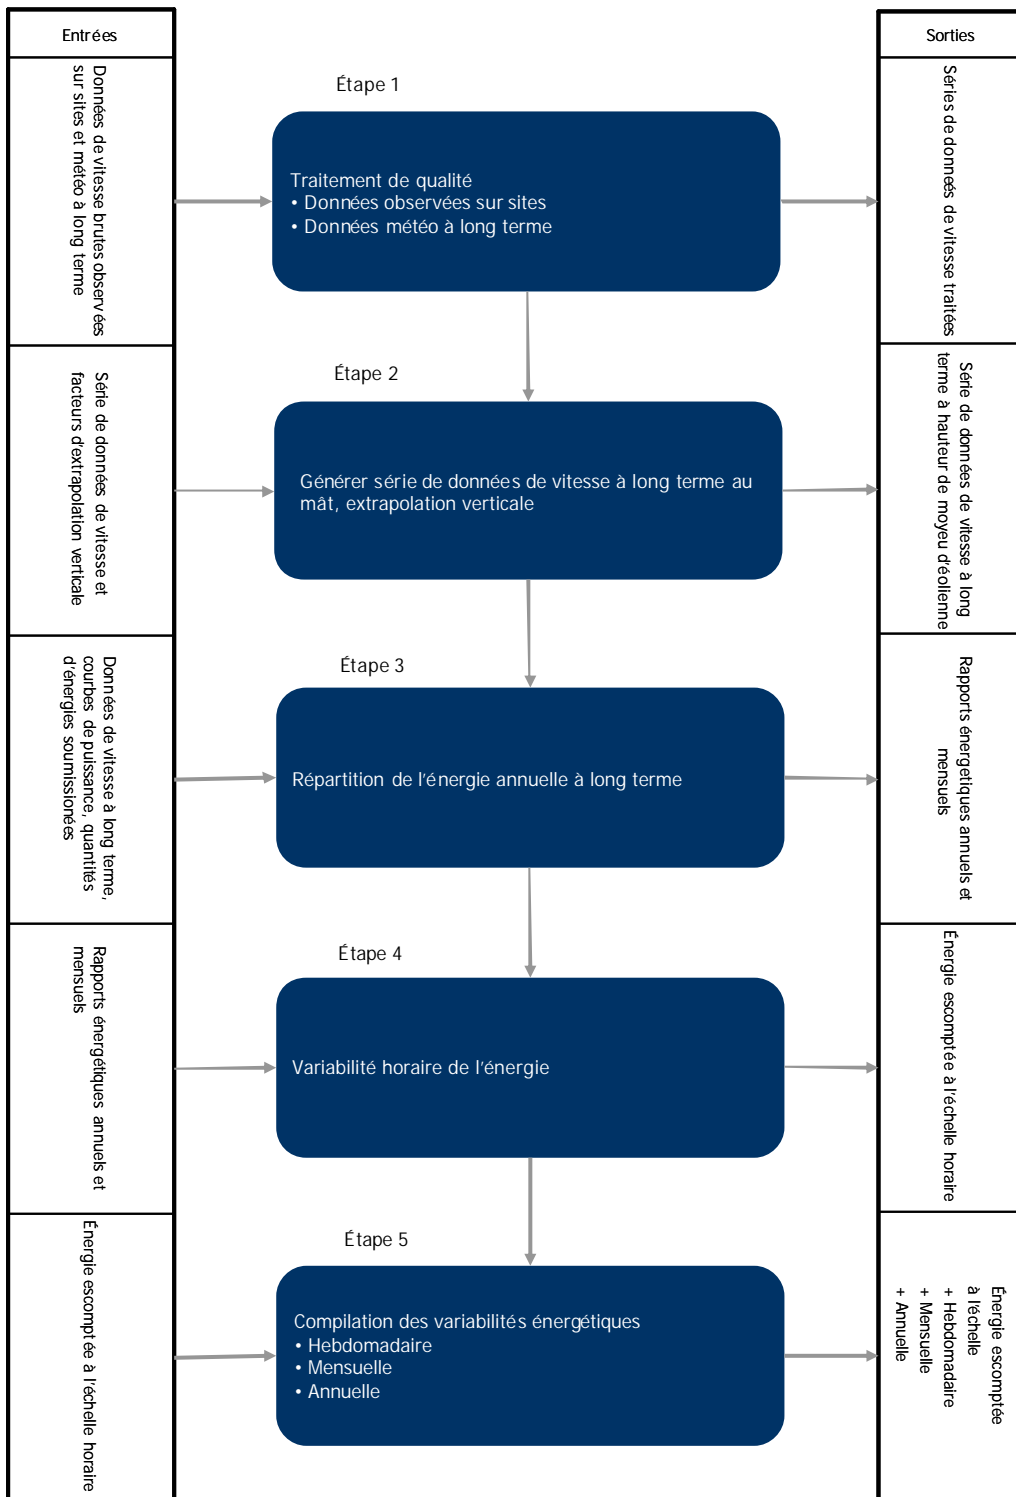 Entrées
Sorties
Étape 1
Données de vitesse brutes observées
sur sites et météo à long terme
Traitement de qualité
• Données observées sur sites
• Données météo à long terme
Séries de donneés de vitesse traitées
Étape 2
Série de données de vitesse et
facteurs d'extrapolation verticale
Générer série de données de vitesse à long terme au
mât, extrapolation verticale
Série de données de vitesse à long
terme à hauteur de moyeu d'éolienne
Étape 3
Données de vitesse à long terme,
courbes de puissance, quantités
d'énergies soumissionées
Répartition de l'énergie annuelle à long terme
Rapports énergetiques annuels et
mensuels
Étape 4
Rapports énergétiques annuels et
mensuels
Variabilité horaire de l'énergie
Énergie escomptée à l'échelle horaire
Étape 5
Énergie escomptée à l'échelle horaire
Compilation des variabilités énergétiques
• Hebdomadaire
• Mensuelle
• Annuelle
Énergie escomptée
à l'échelle
+ Hebdomadaire
+ Mensuelle
+ Annuelle